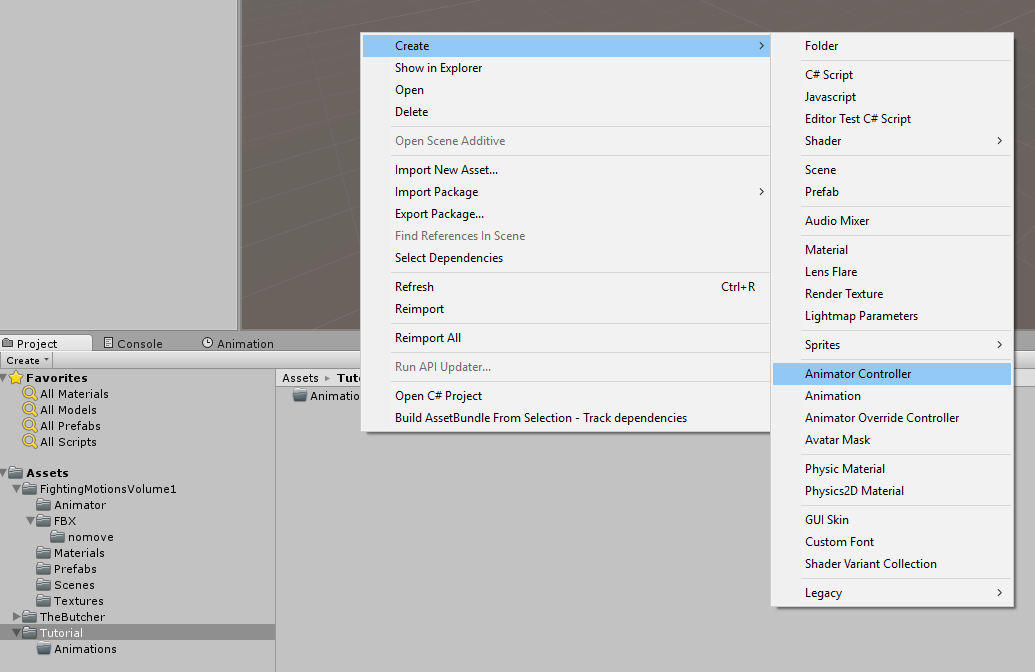 Create
Show in Explorer
Open
Delete
Open Scene Additive
Import New Asset...
Import Package
Export Package...
Find References In Scene
Select Dependencies
Refresh Ctrl+R
Reimport
Reimport All
Run API Updater...
Open C# Project
Build AssetBundle From Selection - Track dependencies
Folder
C# Script
Javascript
Editor Test C# Script
Shader
Scene
Prefab
Audio Mixer
Material
Lens Flare
Render Texture
Lightmap Parameters
Sprites
Animator Controller
Animation
Animator Override Controller
Avatar Mask
Physic Material
Physics2D Material
GUI Skin
Custom Font
Shader Variant Collection
Legacy
Project Console Animation
Create
Favorites
All Materials
All Models
All Prefabs
All Scripts
Assets
FightingMotionsVolume1
Animator
FBX
nomove
Materials
Prefabs
Scenes
Textures
TheButcher
Tutorial
Animations
Assets Tuto
Animatio